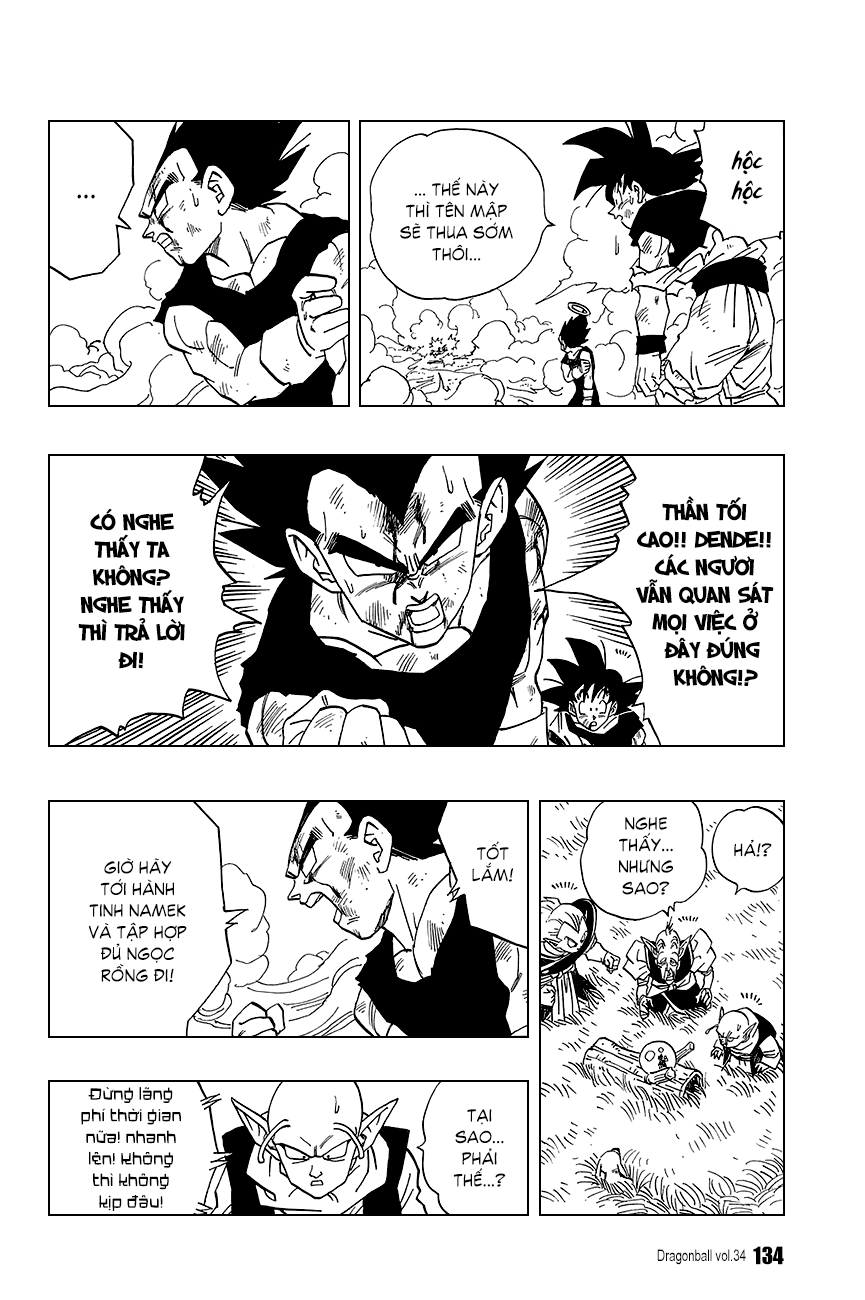 hộc
hộc
... THẾ NÀY
THÌ TÊN MẬP
SẼ THUA SỚM
THÔI...
...
THẦN TỐI
CAO!! DENDE!!
CÁC NGƯƠI
VẪN QUAN SÁT
MỌI VIỆC Ở
ĐÂY ĐÚNG
KHÔNG!?
CÓ NGHE
THẤY TA
KHÔNG?
NGHE THẤY
THÌ TRẢ LỜI
ĐI!
HẢ!?
NGHE
THẤY...
NHƯNG
SAO?
TỐT
LẮM!
GIỜ HÃY
TỚI HÀNH
TINH NAMEK
VÀ TẬP HỢP
ĐỦ NGỌC
RỒNG ĐI!
TẠI
SAO...
PHẢI
THẾ...?
Đừng lãng
phí thời gian
nữa! nhanh
lên! không
thì không
kịp đâu!
Dragonball vol.34 134